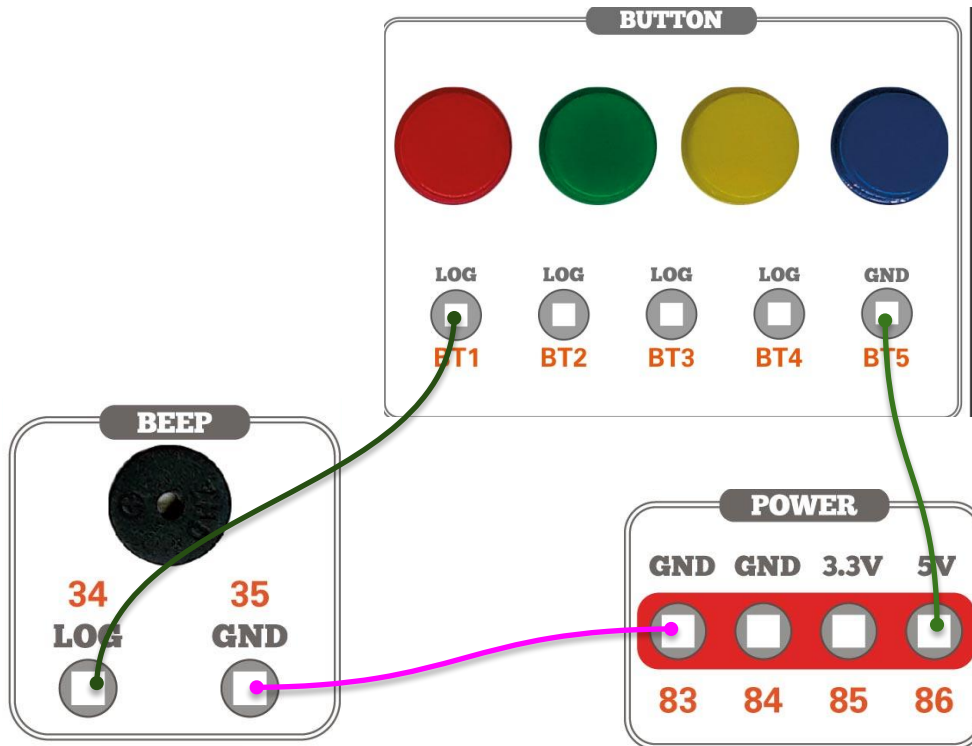 BUTTON
LOG LOG LOG LOG GND
BT1 BT2 BT3 BT4 BT5
BEEP
34 35
LOG GND
POWER
GND GND 3.3V 5V
83 84 85 86